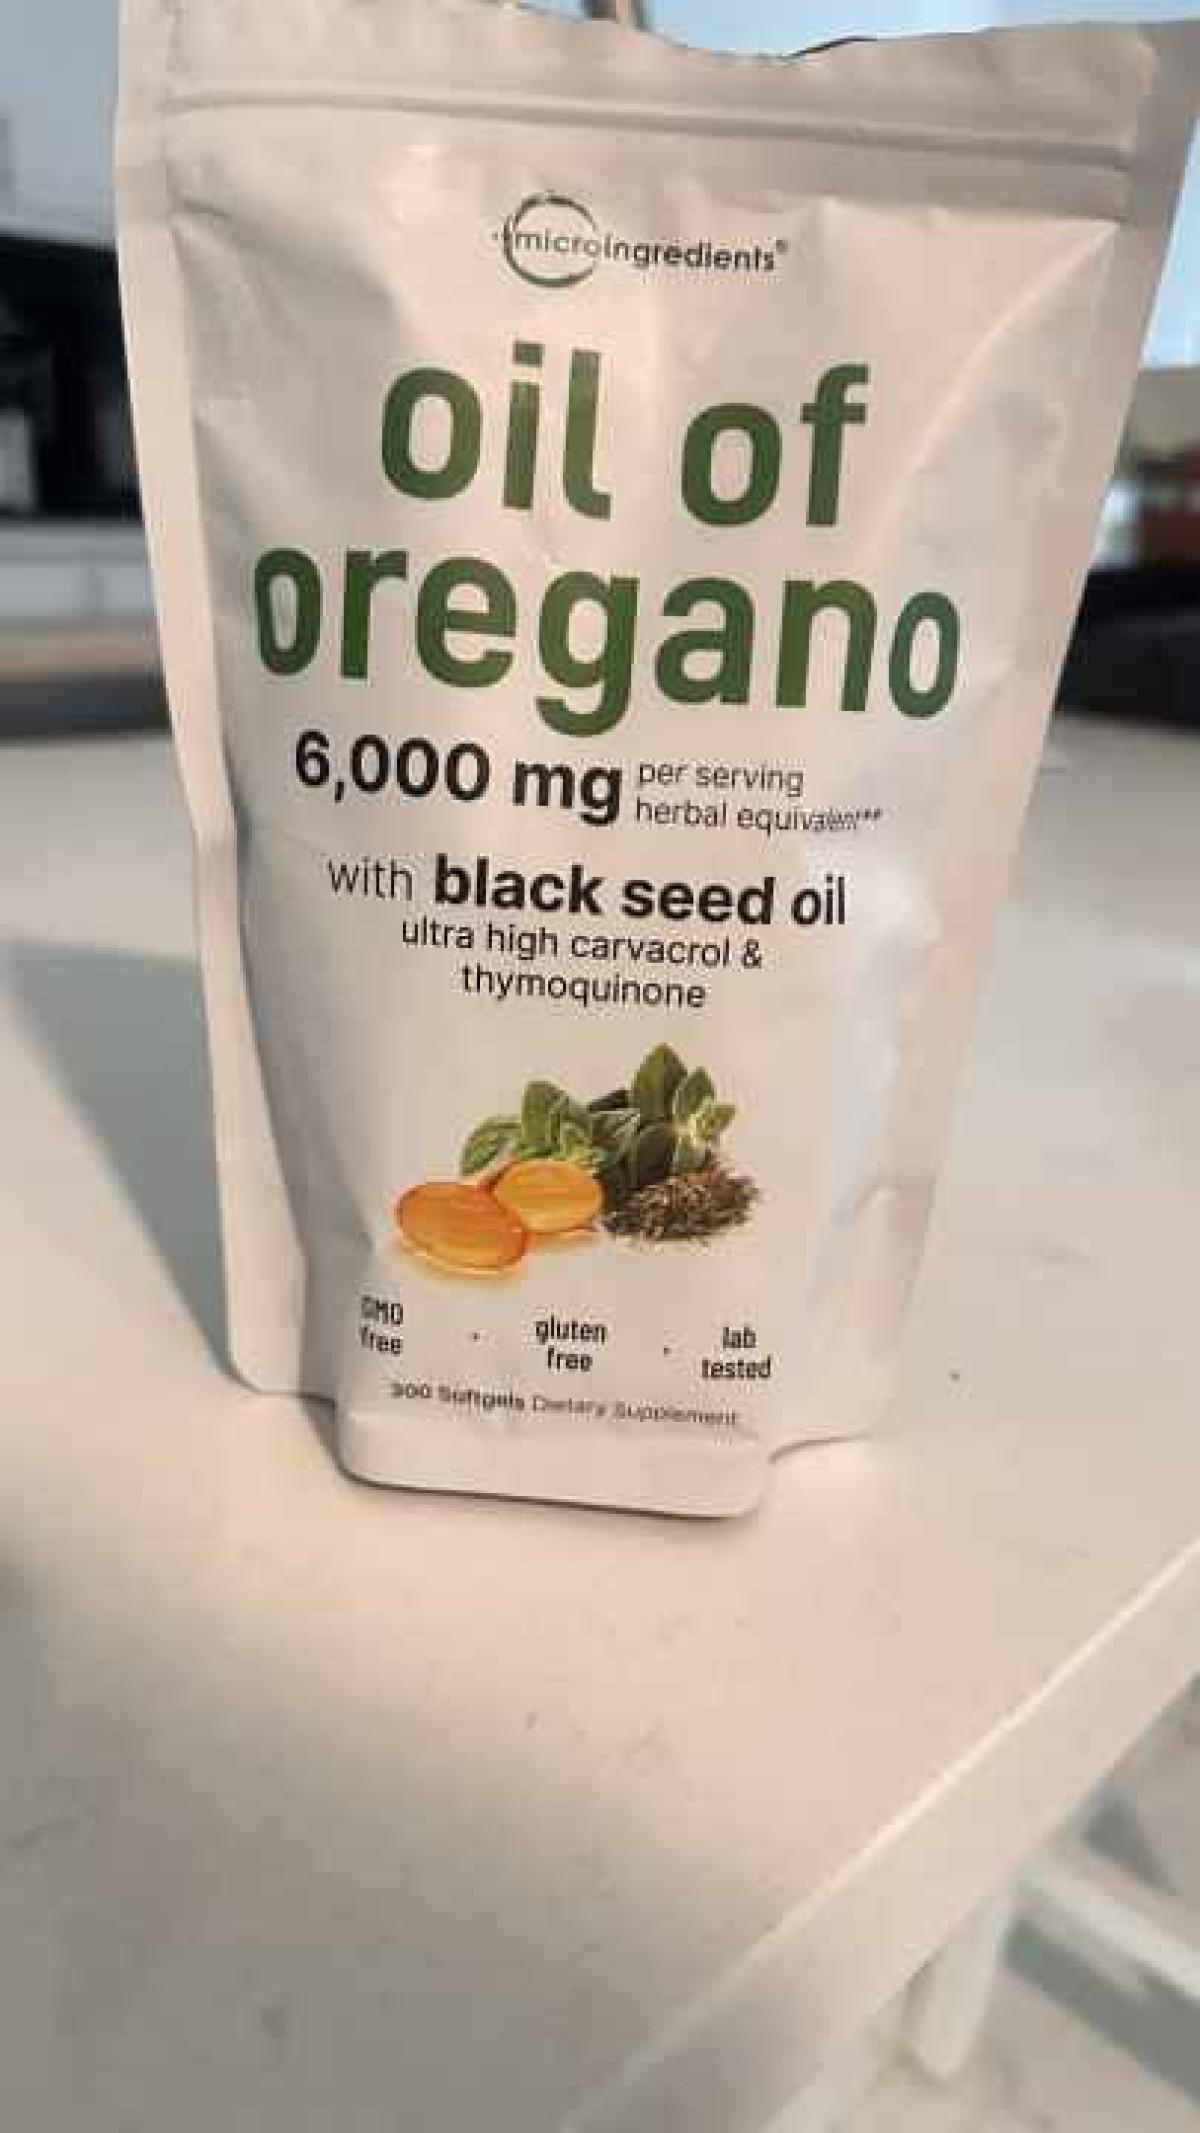 microingredients®
oil of
oregano
6,000 mg per serving
herbal equivalent**
with black seed oil
ultra high carvacrol &
thymoquinone
GMO
free
·
gluten
free
·
lab
tested
300 Softgels Dietary Supplement